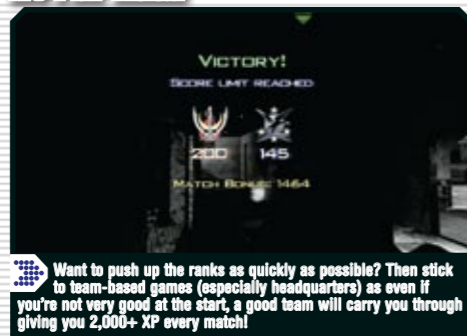 VICTORY!
SCORE LIMIT REACHED
200 145
MATCH BONUS: 1464
Want to push up the ranks as quickly as possible? Then stick
to team-based games (especially headquarters) as even if
you're not very good at the start, a good team will carry you through
giving you 2,000+ XP every match!